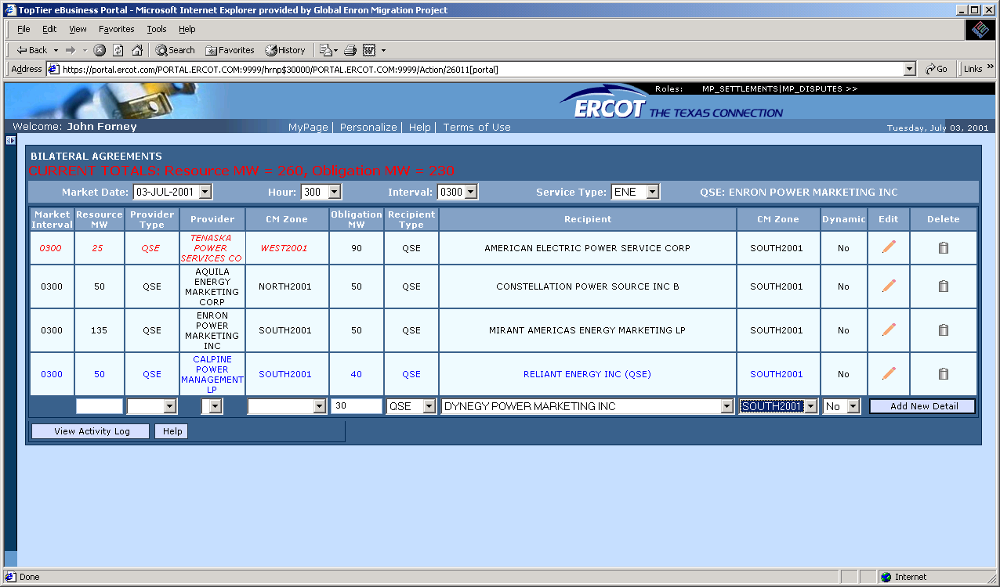 TopTier eBusiness Portal - Microsoft Internet Explorer provided by Global Enron Migration Project
File Edit View Favorites Tools Help
Back Search Favorites History
Address https://portal.ercot.com/PORTAL.ERCOT.COM:9999/hrnp$30000/PORTAL.ERCOT.COM:9999/Action/26011[portal] Go Links »
Roles: MP_SETTLEMENTS|MP_DISPUTES >>
ERCOT THE TEXAS CONNECTION
Welcome: John Forney MyPage | Personalize | Help | Terms of Use Tuesday, July 03, 2001
BILATERAL AGREEMENTS
CURRENT TOTALS: Resource MW = 260, Obligation MW = 230
Market Date: 03-JUL-2001 Hour: 300 Interval: 0300 Service Type: ENE QSE: ENRON POWER MARKETING INC
Market Interval Resource MW Provider Type Provider CM Zone Obligation MW Recipient Type Recipient CM Zone Dynamic Edit Delete
0300 25 QSE TENASKA POWER SERVICES CO WEST2001 90 QSE AMERICAN ELECTRIC POWER SERVICE CORP SOUTH2001 No
0300 50 QSE AQUILA ENERGY MARKETING CORP NORTH2001 50 QSE CONSTELLATION POWER SOURCE INC B SOUTH2001 No
0300 135 QSE ENRON POWER MARKETING INC SOUTH2001 50 QSE MIRANT AMERICAS ENERGY MARKETING LP SOUTH2001 No
0300 50 QSE CALPINE POWER MANAGEMENT LP SOUTH2001 40 QSE RELIANT ENERGY INC (QSE) SOUTH2001 No
30 QSE DYNEGY POWER MARKETING INC SOUTH2001 No Add New Detail
View Activity Log Help
Done Internet